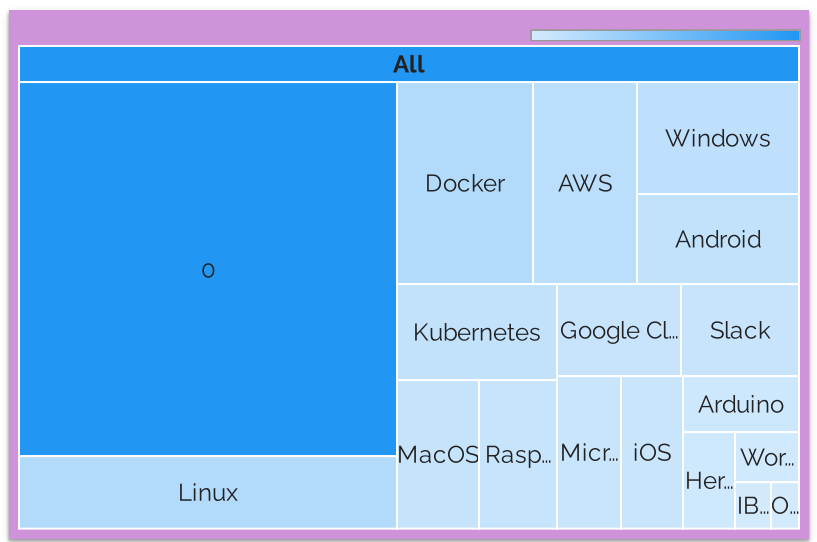 All
0
Linux
Docker
AWS
Windows
Android
Kubernetes
Google Cl...
Slack
MacOS
Rasp...
Micr...
iOS
Arduino
Her...
Wor...
IB...
O...